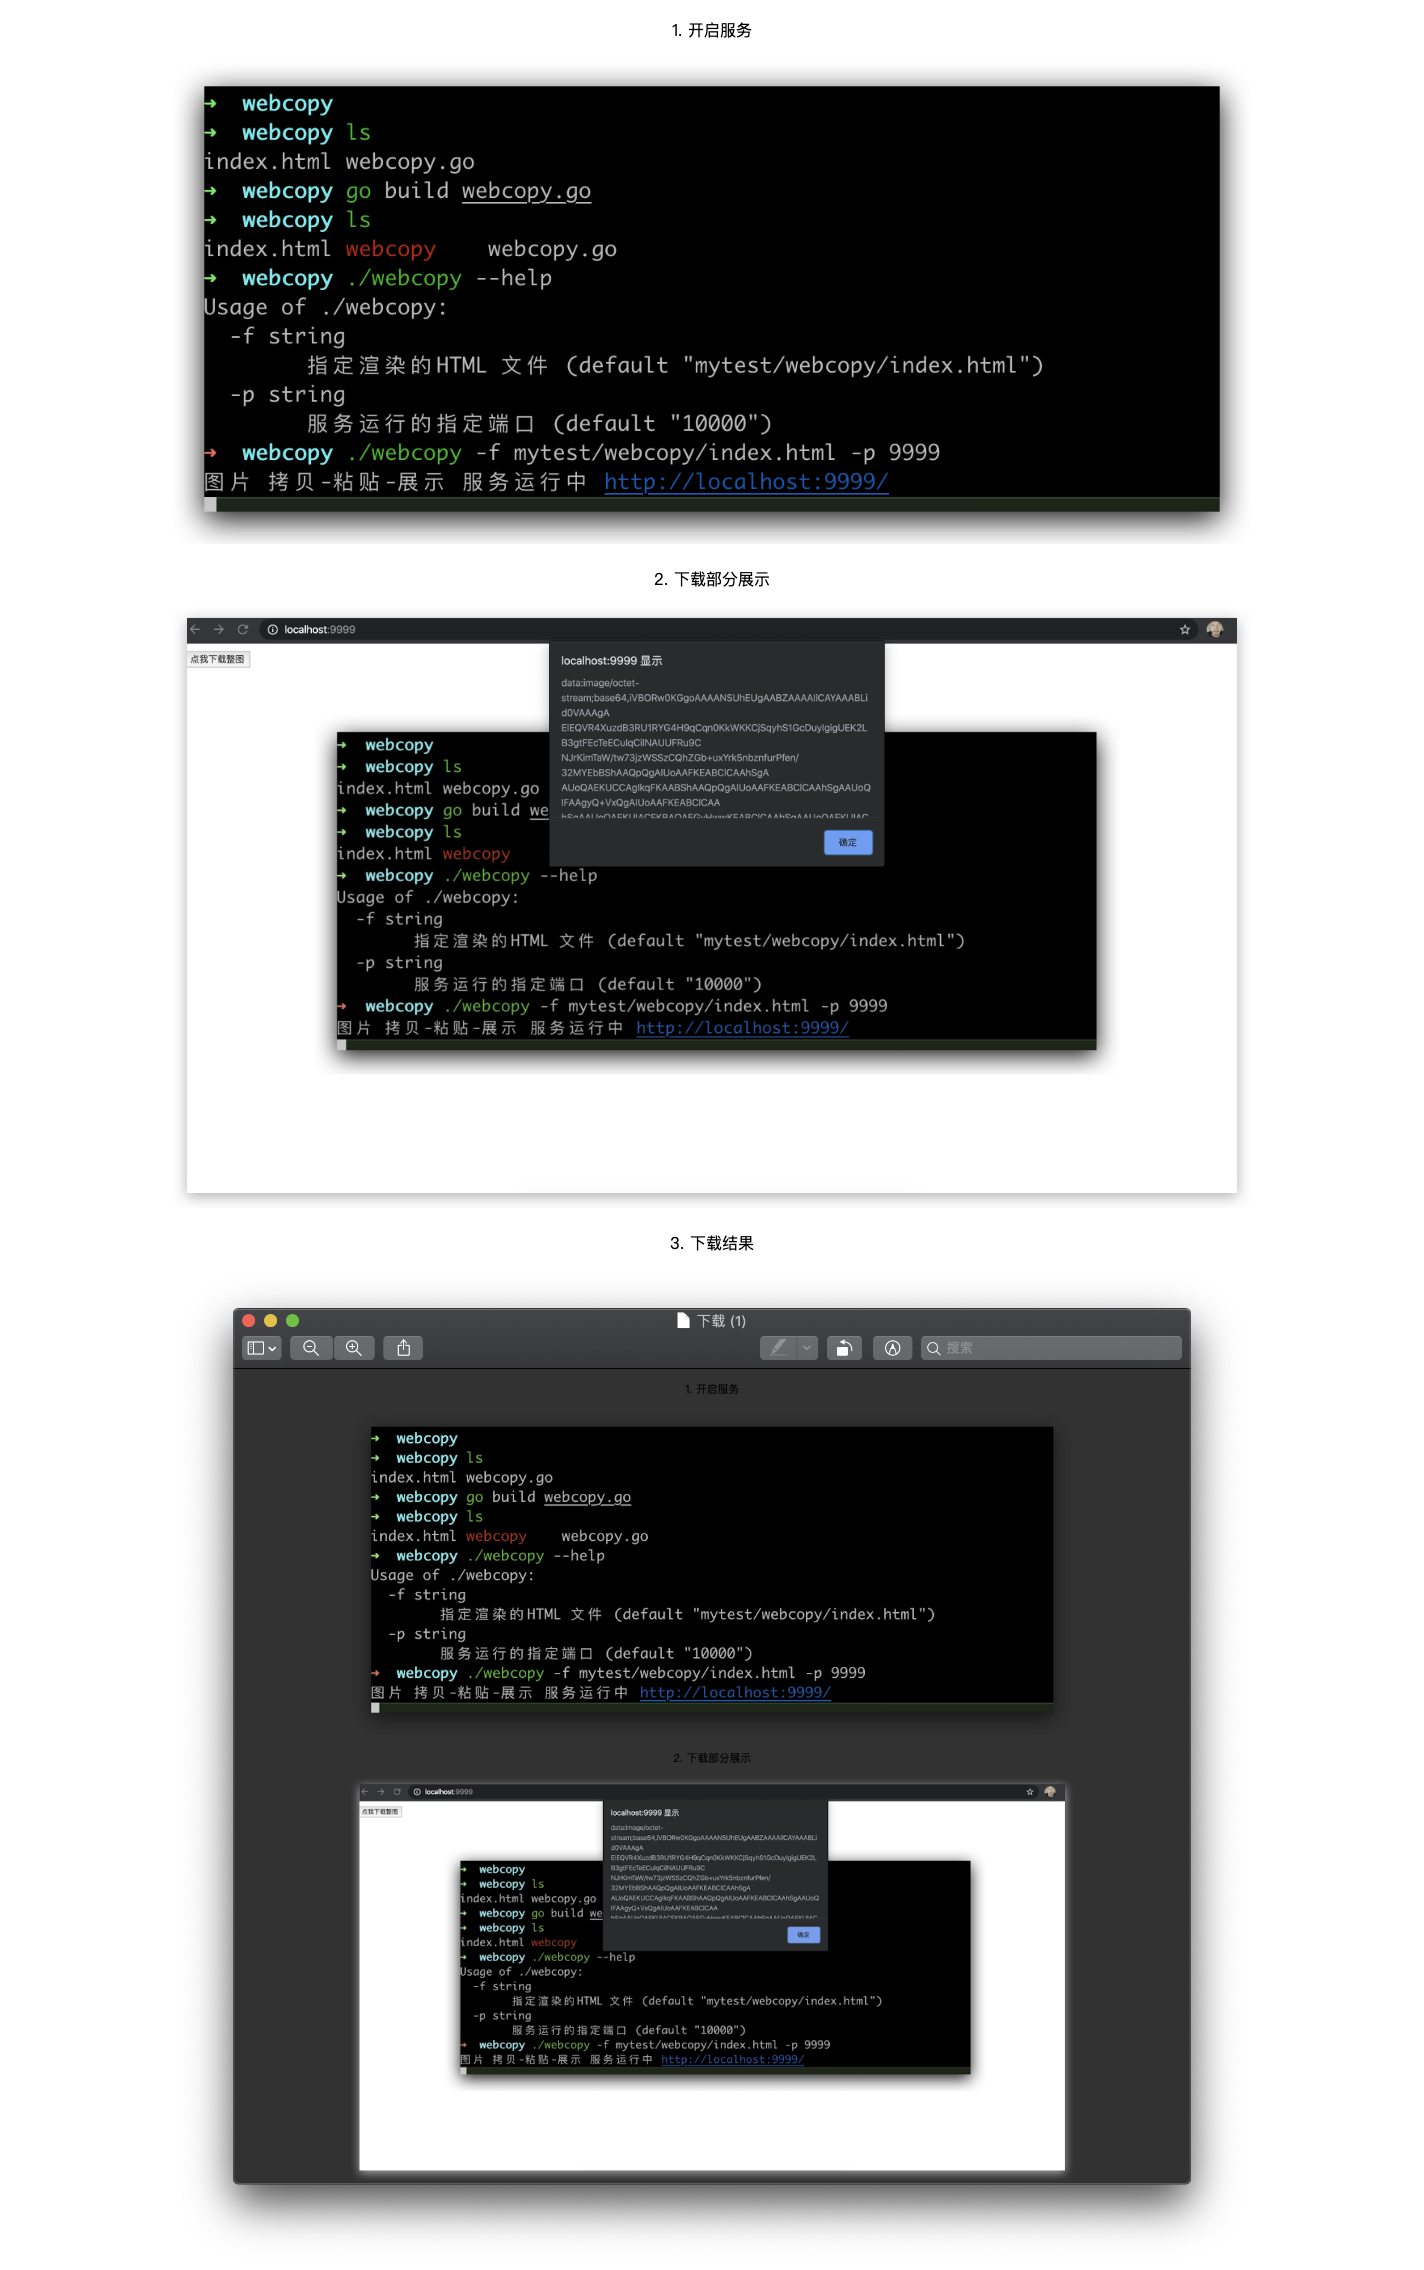 1. 开启服务
➜ webcopy
➜ webcopy ls
index.html webcopy.go
➜ webcopy go build webcopy.go
➜ webcopy ls
index.html webcopy webcopy.go
➜ webcopy ./webcopy --help
Usage of ./webcopy:
-f string
指定渲染的HTML 文件 (default "mytest/webcopy/index.html")
-p string
服务运行的指定端口 (default "10000")
➜ webcopy ./webcopy -f mytest/webcopy/index.html -p 9999
图片 拷贝-粘贴-展示 服务运行中 http://localhost:9999/
2. 下载部分展示
localhost:9999
点我下载整图
localhost:9999 显示
data:image/octet-
确定
➜ webcopy
➜ webcopy ls
index.html webcopy.go
➜ webcopy go build we
➜ webcopy ls
index.html webcopy
➜ webcopy ./webcopy --help
Usage of ./webcopy:
-f string
指定渲染的HTML 文件 (default "mytest/webcopy/index.html")
-p string
服务运行的指定端口 (default "10000")
➜ webcopy ./webcopy -f mytest/webcopy/index.html -p 9999
图片 拷贝-粘贴-展示 服务运行中 http://localhost:9999/
3. 下载结果
下载 (1)
搜索
1. 开启服务
➜ webcopy
➜ webcopy ls
index.html webcopy.go
➜ webcopy go build webcopy.go
➜ webcopy ls
index.html webcopy webcopy.go
➜ webcopy ./webcopy --help
Usage of ./webcopy:
-f string
指定渲染的HTML 文件 (default "mytest/webcopy/index.html")
-p string
服务运行的指定端口 (default "10000")
➜ webcopy ./webcopy -f mytest/webcopy/index.html -p 9999
图片 拷贝-粘贴-展示 服务运行中 http://localhost:9999/
2. 下载部分展示
localhost:9999
点我下载整图
localhost:9999 显示
data:image/octet-
确定
➜ webcopy
➜ webcopy ls
index.html webcopy.go
➜ webcopy go build we
➜ webcopy ls
index.html webcopy
➜ webcopy ./webcopy --help
Usage of ./webcopy:
-f string
指定渲染的HTML 文件 (default "mytest/webcopy/index.html")
-p string
服务运行的指定端口 (default "10000")
➜ webcopy ./webcopy -f mytest/webcopy/index.html -p 9999
图片 拷贝-粘贴-展示 服务运行中 http://localhost:9999/